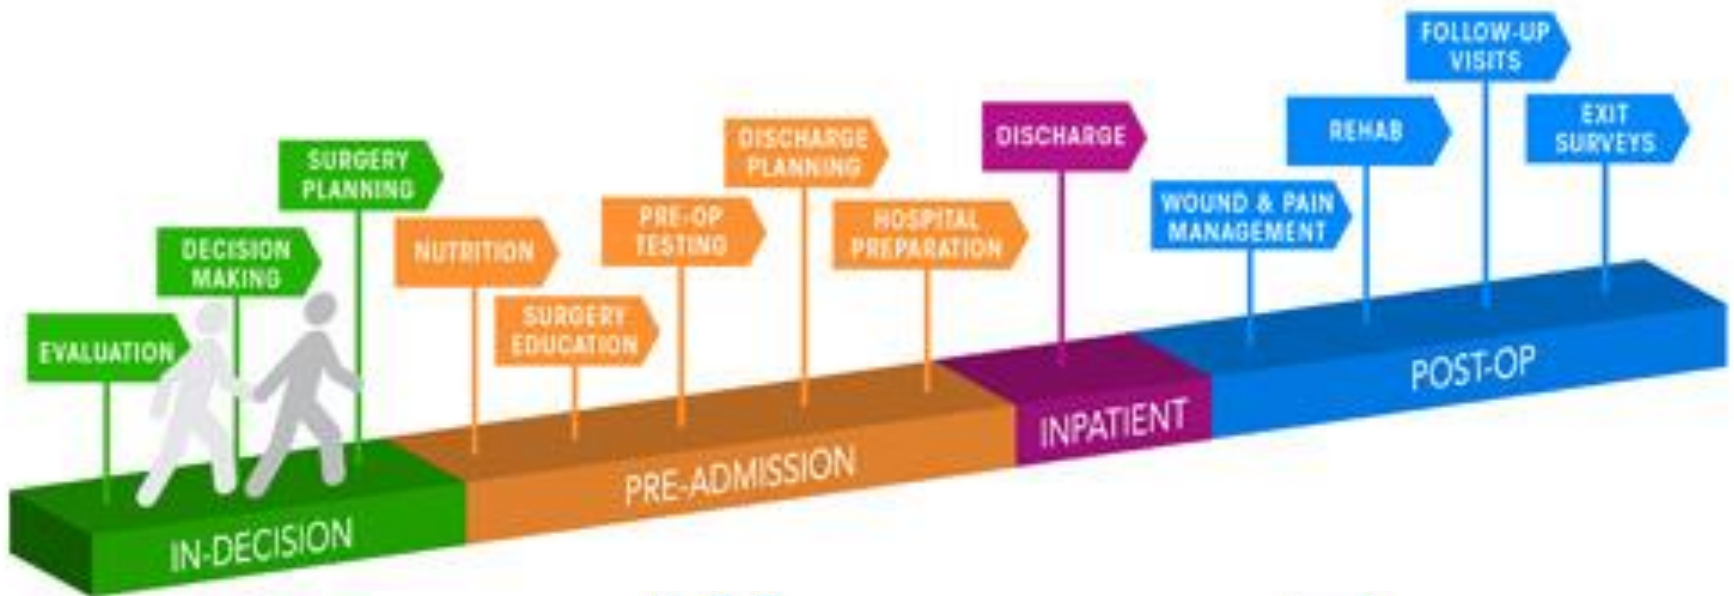 EVALUATION
DECISION
MAKING
SURGERY
PLANNING
NUTRITION
SURGERY
EDUCATION
PRE-OP
TESTING
DISCHARGE
PLANNING
HOSPITAL
PREPARATION
DISCHARGE
WOUND & PAIN
MANAGEMENT
REHAB
FOLLOW-UP
VISITS
EXIT
SURVEYS
IN-DECISION
PRE-ADMISSION
INPATIENT
POST-OP